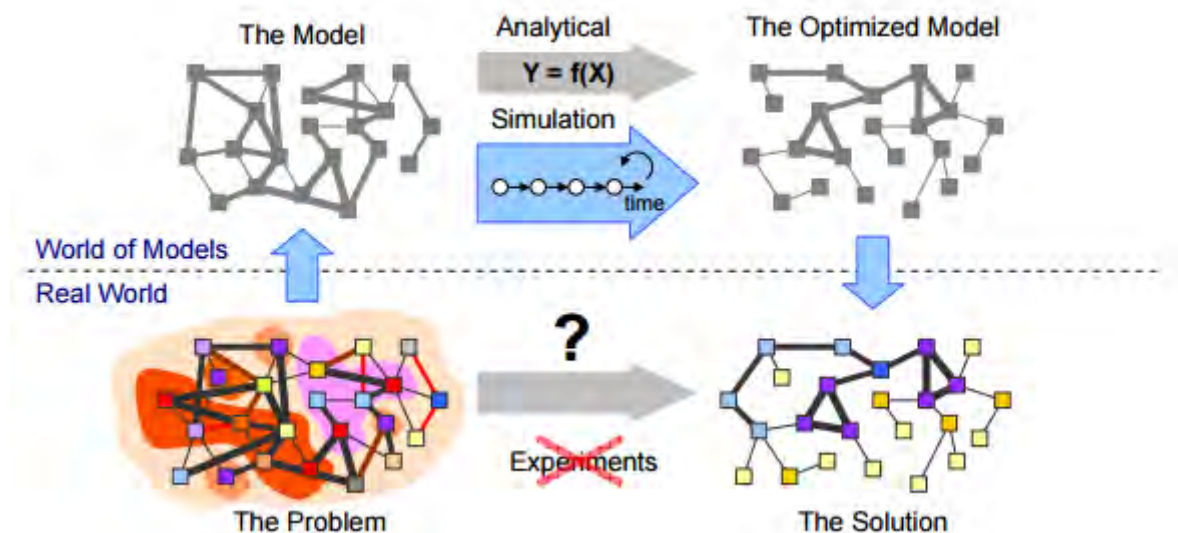 The Model
Analytical
The Optimized Model
Y = f(X)
Simulation
time
World of Models
Real World
?
Experiments
The Problem
The Solution